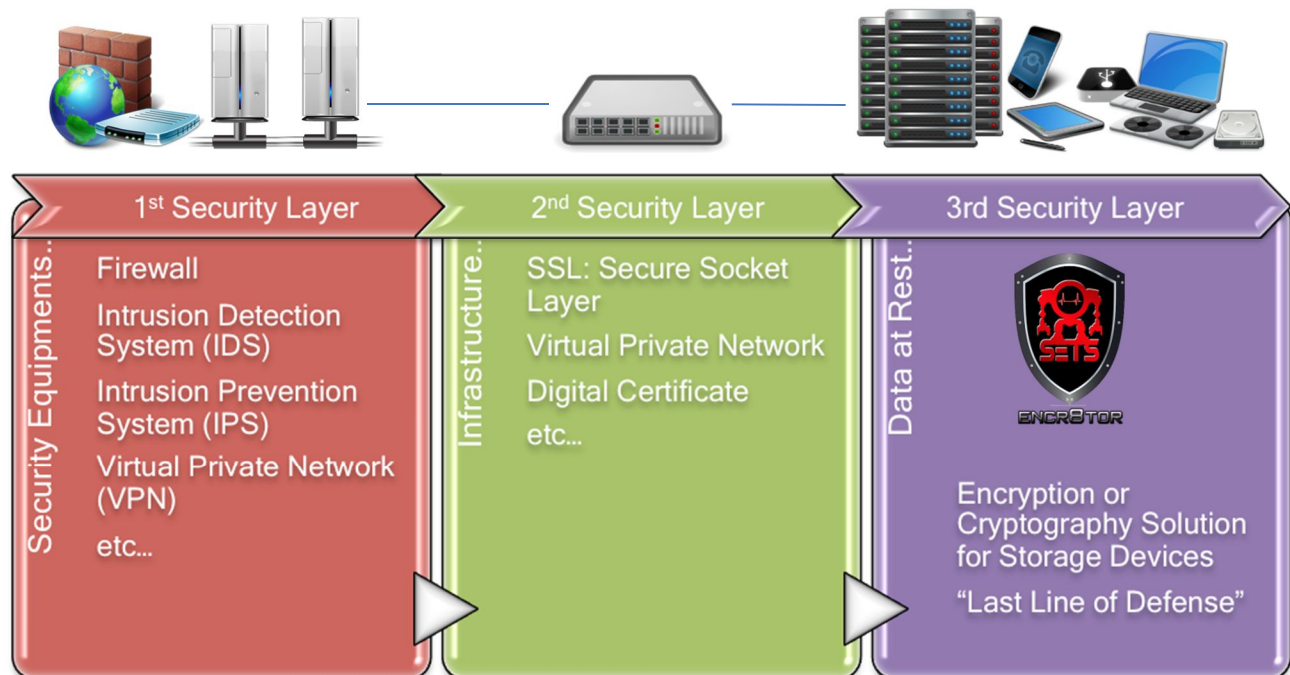 1st Security Layer
Security Equipments...
Firewall
Intrusion Detection
System (IDS)
Intrusion Prevention
System (IPS)
Virtual Private Network
(VPN)
etc...
2nd Security Layer
Infrastructure...
SSL: Secure Socket
Layer
Virtual Private Network
Digital Certificate
etc...
3rd Security Layer
Data at Rest...
SETS
ENCR8TOR
Encryption or
Cryptography Solution
for Storage Devices
“Last Line of Defense”